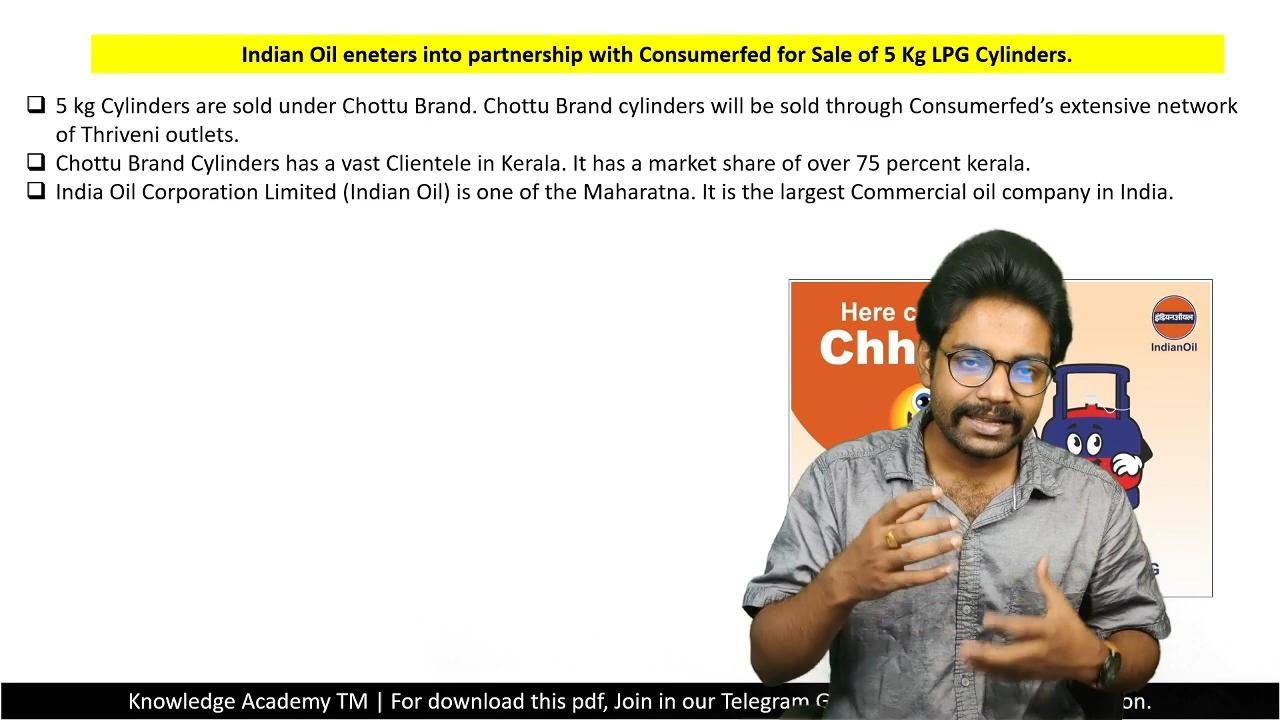 Indian Oil eneters into partnership with Consumerfed for Sale of 5 Kg LPG Cylinders.
5 kg Cylinders are sold under Chottu Brand. Chottu Brand cylinders will be sold through Consumerfed’s extensive network
of Thriveni outlets.
Chottu Brand Cylinders has a vast Clientele in Kerala. It has a market share of over 75 percent kerala.
India Oil Corporation Limited (Indian Oil) is one of the Maharatna. It is the largest Commercial oil company in India.
Here
इंडियनऑयल
IndianOil
Knowledge Academy TM | For download this pdf, Join in our Telegram